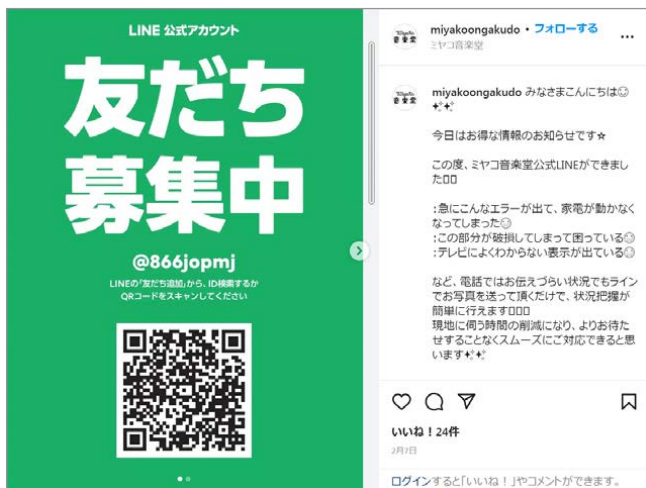 LINE 公式アカウント
友だち
募集中
@866jopmj
LINEの「友だち追加」から、ID検索するか
QRコードをスキャンしてください
miyakoongakudo • フォローする
ミヤコ音楽堂
miyakoongakudo みなさまこんにちは
今日はお得な情報のお知らせです☆
この度、ミヤコ音楽堂公式LINEができまし
た
:急にこんなエラーが出て、家電が動かなく
なってしまった
:この部分が破損してしまって困っている
:テレビによくわからない表示が出ている
など、電話ではお伝えづらい状況でもライン
でお写真を送って頂くだけで、状況把握が
簡単に行えます
現地に伺う時間の削減になり、よりお待た
せすることなくスムーズにご対応できると思
います
いいね！24件
2月7日
ログインすると「いいね！」やコメントができます。